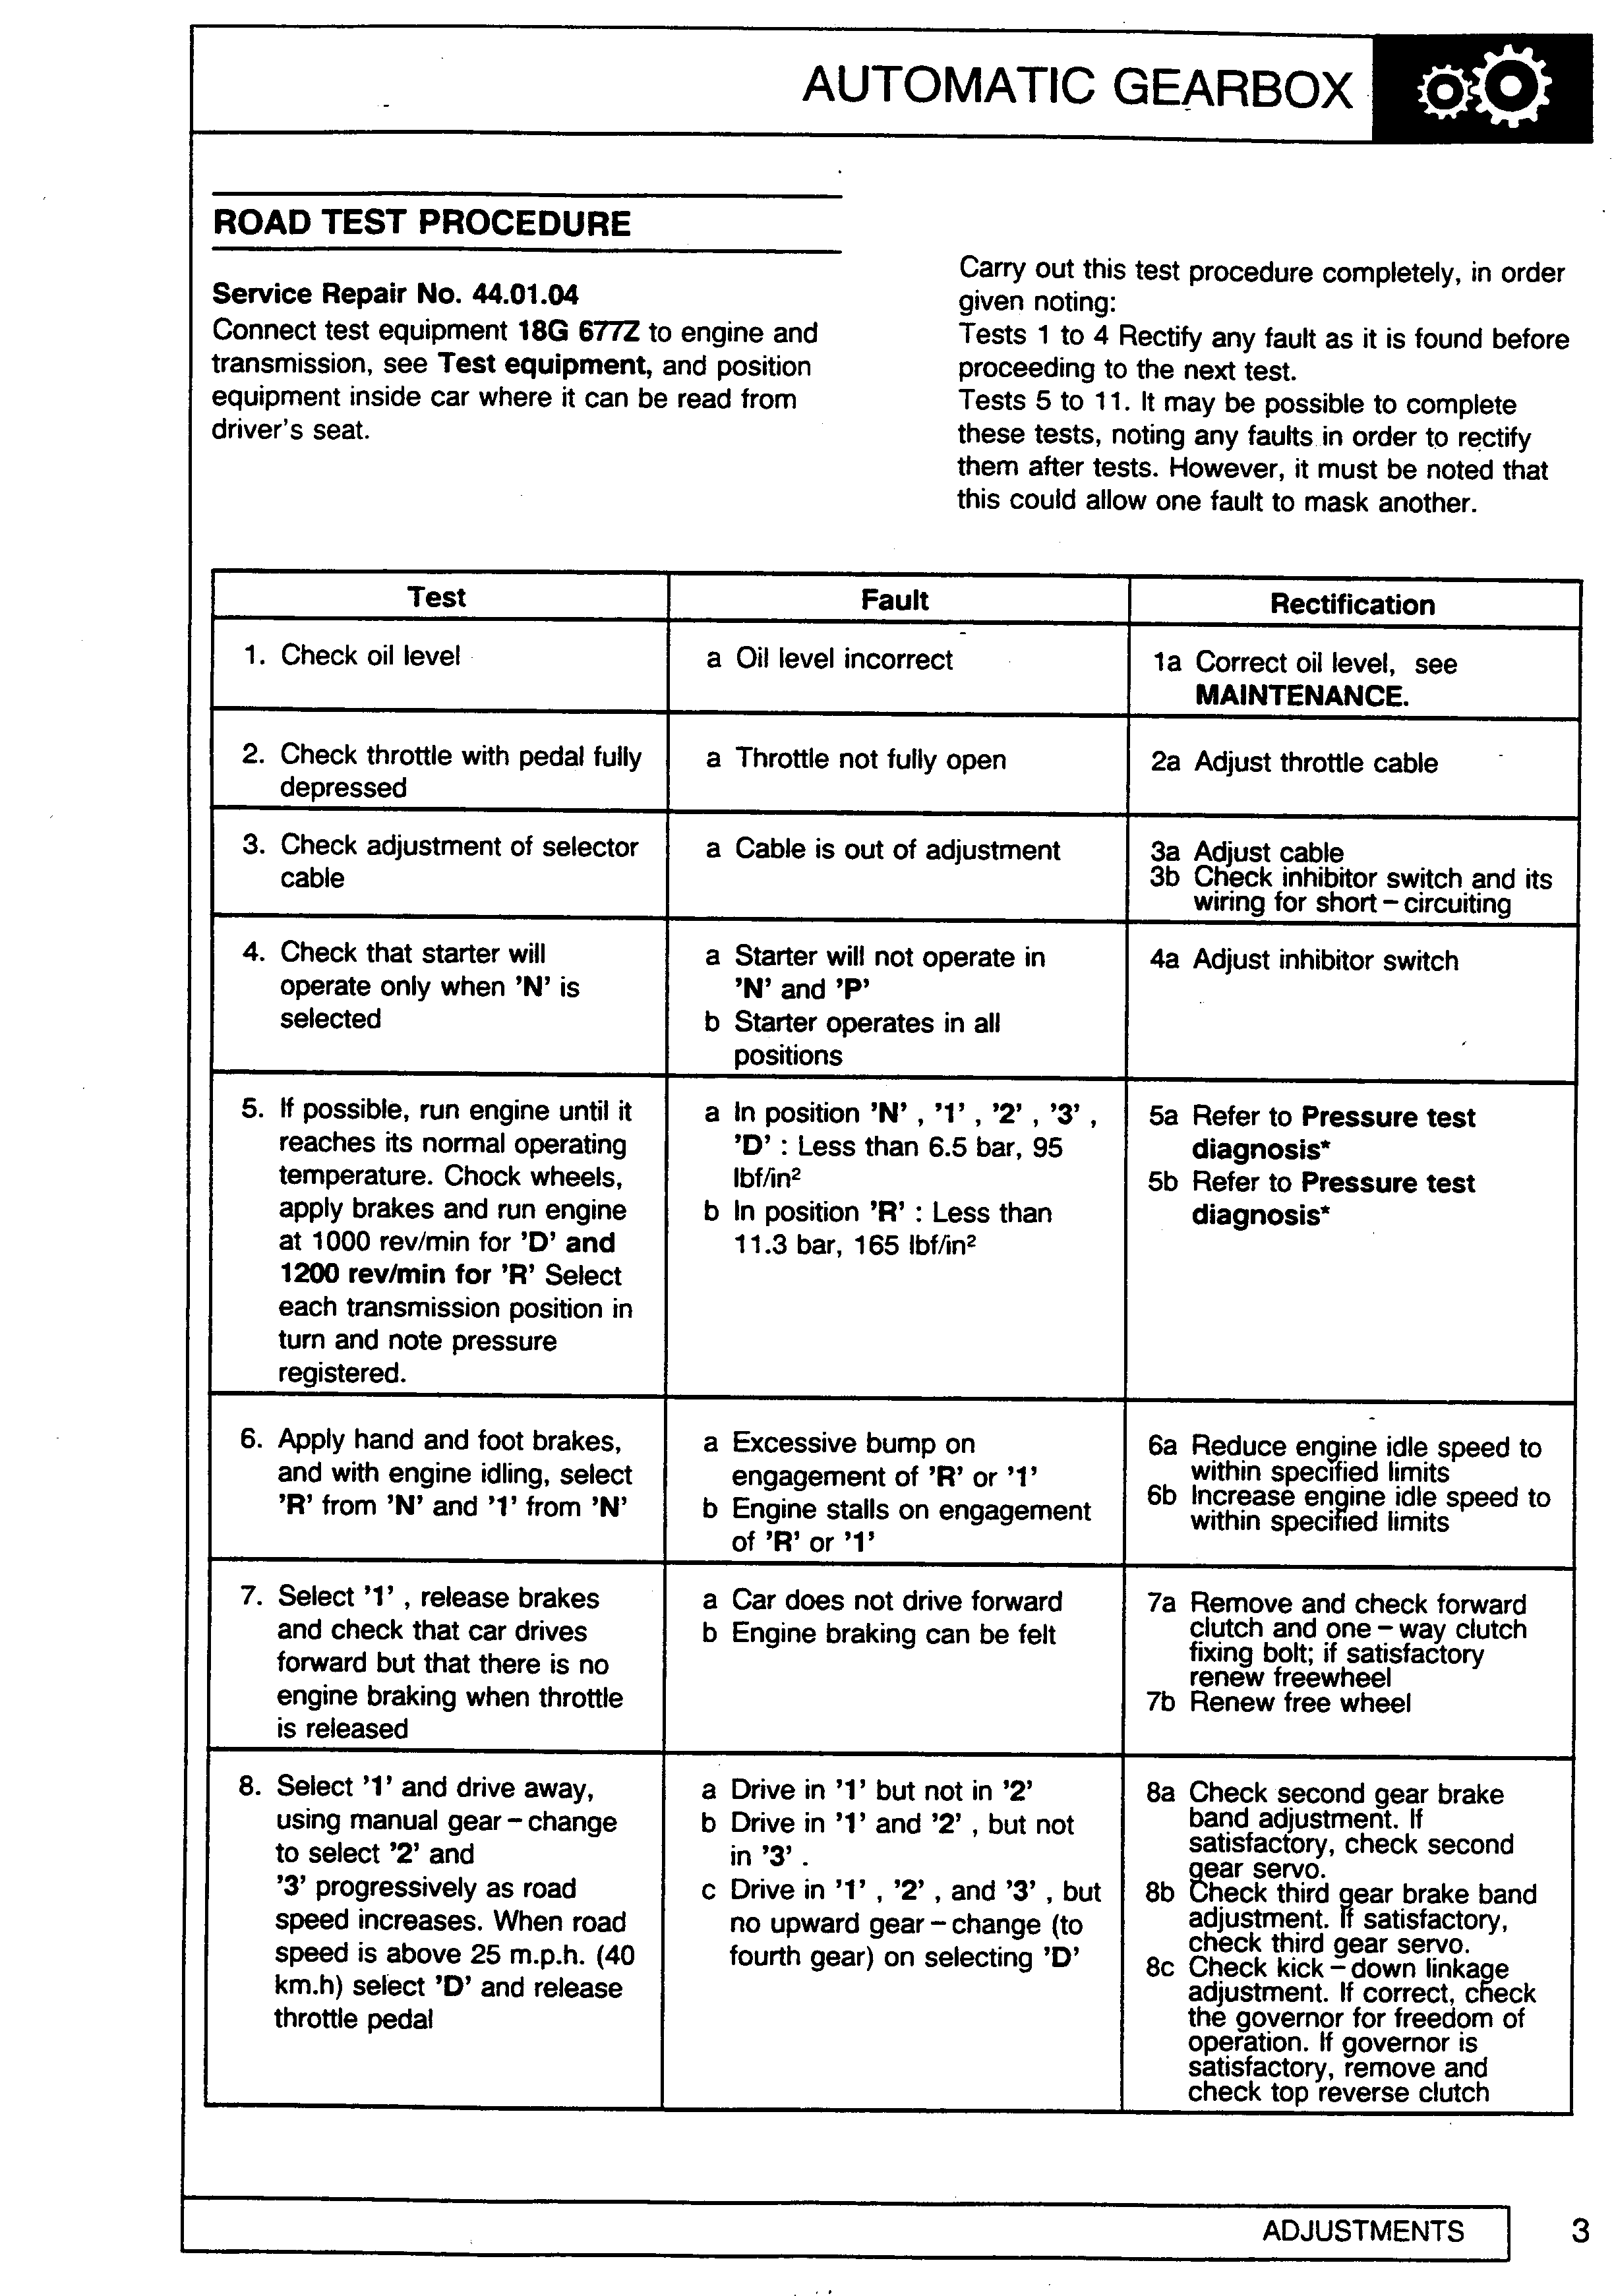 AUTOMATIC GEARBOX
ROAD TEST PROCEDURE
Service Repair No. 44.01.04
Connect test equipment 18G 677Z to engine and
transmission, see Test equipment, and position
equipment inside car where it can be read from
driver's seat.
Carry out this test procedure completely, in order
given noting:
Tests 1 to 4 Rectify any fault as it is found before
proceeding to the next test.
Tests 5 to 11. It may be possible to complete
these tests, noting any faults in order to rectify
them after tests. However, it must be noted that
this could allow one fault to mask another.
Test
Fault
Rectification
1. Check oil level
a Oil level incorrect
1a Correct oil level, see
MAINTENANCE.
2. Check throttle with pedal fully
depressed
a Throttle not fully open
2a Adjust throttle cable
3. Check adjustment of selector
cable
a Cable is out of adjustment
3a Adjust cable
3b Check inhibitor switch and its
wiring for short – circuiting
4. Check that starter will
operate only when 'N' is
selected
a Starter will not operate in
'N' and 'P'
b Starter operates in all
positions
4a Adjust inhibitor switch
5. If possible, run engine until it
reaches its normal operating
temperature. Chock wheels,
apply brakes and run engine
at 1000 rev/min for 'D' and
1200 rev/min for 'R' Select
each transmission position in
turn and note pressure
registered.
a In position 'N' , '1' , '2' , '3' ,
'D' : Less than 6.5 bar, 95
lbf/in²
b In position 'R' : Less than
11.3 bar, 165 lbf/in²
5a Refer to Pressure test
diagnosis*
5b Refer to Pressure test
diagnosis*
6. Apply hand and foot brakes,
and with engine idling, select
'R' from 'N' and '1' from 'N'
a Excessive bump on
engagement of 'R' or '1'
b Engine stalls on engagement
of 'R' or '1'
6a Reduce engine idle speed to
within specified limits
6b Increase engine idle speed to
within specified limits
7. Select '1' , release brakes
and check that car drives
forward but that there is no
engine braking when throttle
is released
a Car does not drive forward
b Engine braking can be felt
7a Remove and check forward
clutch and one – way clutch
fixing bolt; if satisfactory
renew freewheel
7b Renew free wheel
8. Select '1' and drive away,
using manual gear – change
to select '2' and
'3' progressively as road
speed increases. When road
speed is above 25 m.p.h. (40
km.h) select 'D' and release
throttle pedal
a Drive in '1' but not in '2'
b Drive in '1' and '2' , but not
in '3' .
c Drive in '1' , '2' , and '3' , but
no upward gear – change (to
fourth gear) on selecting 'D'
8a Check second gear brake
band adjustment. If
satisfactory, check second
gear servo.
8b Check third gear brake band
adjustment. If satisfactory,
check third gear servo.
8c Check kick – down linkage
adjustment. If correct, check
the governor for freedom of
operation. If governor is
satisfactory, remove and
check top reverse clutch
ADJUSTMENTS
3